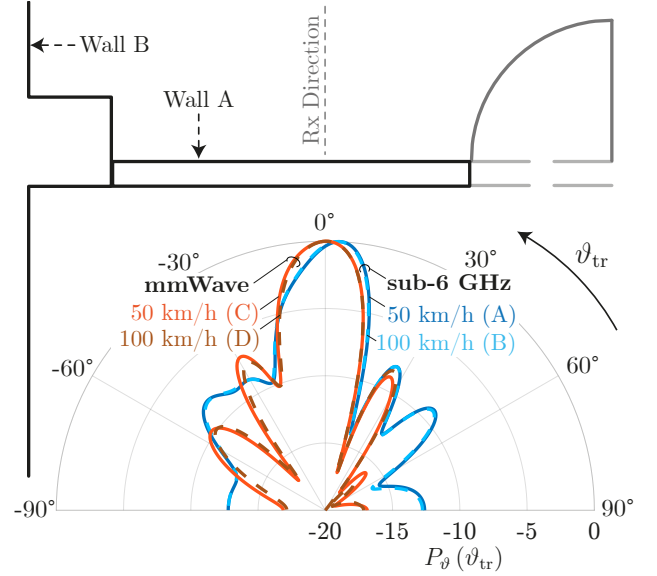 Wall B
Wall A
Rx Direction
0°
-30°
30°
ϑtr
mmWave
sub-6 GHz
50 km/h (C)
50 km/h (A)
100 km/h (D)
100 km/h (B)
-60°
60°
-90°
90°
-20
-15
-10
-5
0
Pϑ (ϑtr)